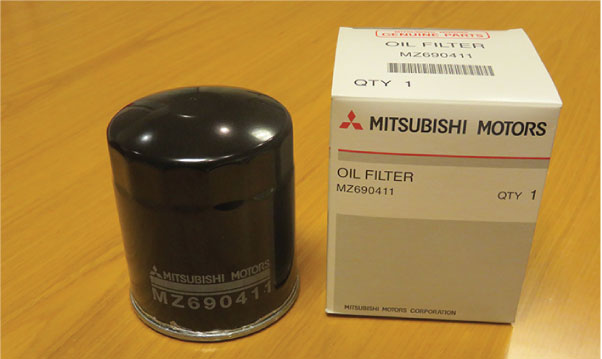 GENUINE PARTS
OIL FILTER
MZ690411
QTY 1
MITSUBISHI MOTORS
OIL FILTER
MZ690411
QTY 1
MITSUBISHI MOTORS CORPORATION
MITSUBISHI MOTORS
MZ690411